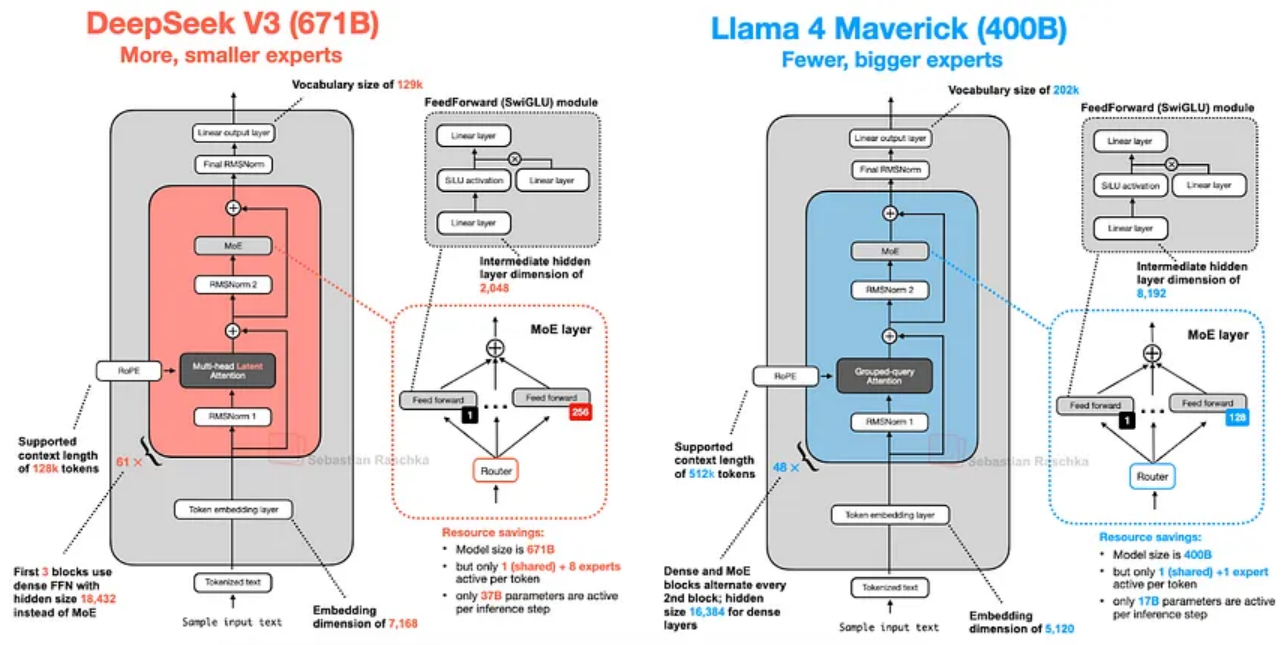 DeepSeek V3 (671B)
More, smaller experts
Vocabulary size of 129k
FeedForward (SwiGLU) module
Linear output layer
Final RMSNorm
Linear layer
SiLU activation
Linear layer
Linear layer
MoE
RMSNorm 2
Intermediate hidden
layer dimension of
2,048
MoE layer
RoPE
Multi-head Latent
Attention
Feed forward
1
Feed forward
256
RMSNorm 1
Supported
context length
of 128k tokens
61 ×
Sebastian Raschka
Router
Token embedding layer
Resource savings:
• Model size is 671B
• but only 1 (shared) + 8 experts
active per token
• only 37B parameters are active
per inference step
First 3 blocks use
dense FFN with
hidden size 18,432
instead of MoE
Tokenized text
Sample input text
Embedding
dimension of 7,168
Llama 4 Maverick (400B)
Fewer, bigger experts
Vocabulary size of 202k
FeedForward (SwiGLU) module
Linear output layer
Final RMSNorm
Linear layer
SiLU activation
Linear layer
Linear layer
MoE
RMSNorm 2
Intermediate hidden
layer dimension of
8,192
MoE layer
RoPE
Grouped-query
Attention
Feed forward
1
Feed forward
128
RMSNorm 1
Supported
context length
of 512k tokens
48 ×
Sebastian Raschka
Router
Token embedding layer
Resource savings:
• Model size is 400B
• but only 1 (shared) +1 expert
active per token
• only 17B parameters are active
per inference step
Dense and MoE
blocks alternate every
2nd block; hidden
size 16,384 for dense
layers
Tokenized text
Sample input text
Embedding
dimension of 5,120